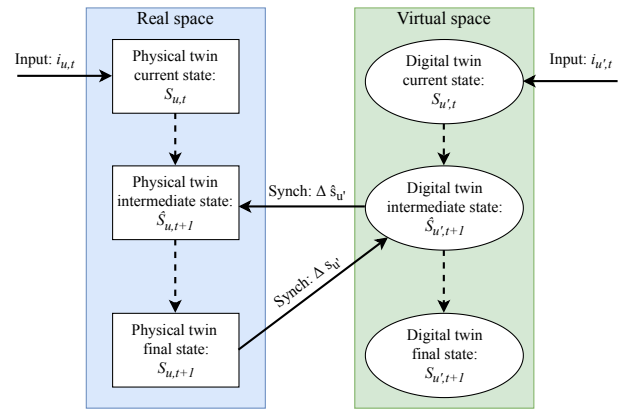 Real space
Virtual space
Input: i_{u,t}
Physical twin
current state:
S_{u,t}
Digital twin
current state:
S_{u',t}
Input: i_{u',t}
Physical twin
intermediate state:
Ŝ_{u,t+1}
Synch: Δ ŝ_{u'}
Digital twin
intermediate state:
Ŝ_{u',t+1}
Synch: Δ s_{u'}
Physical twin
final state:
S_{u,t+1}
Digital twin
final state:
S_{u',t+1}